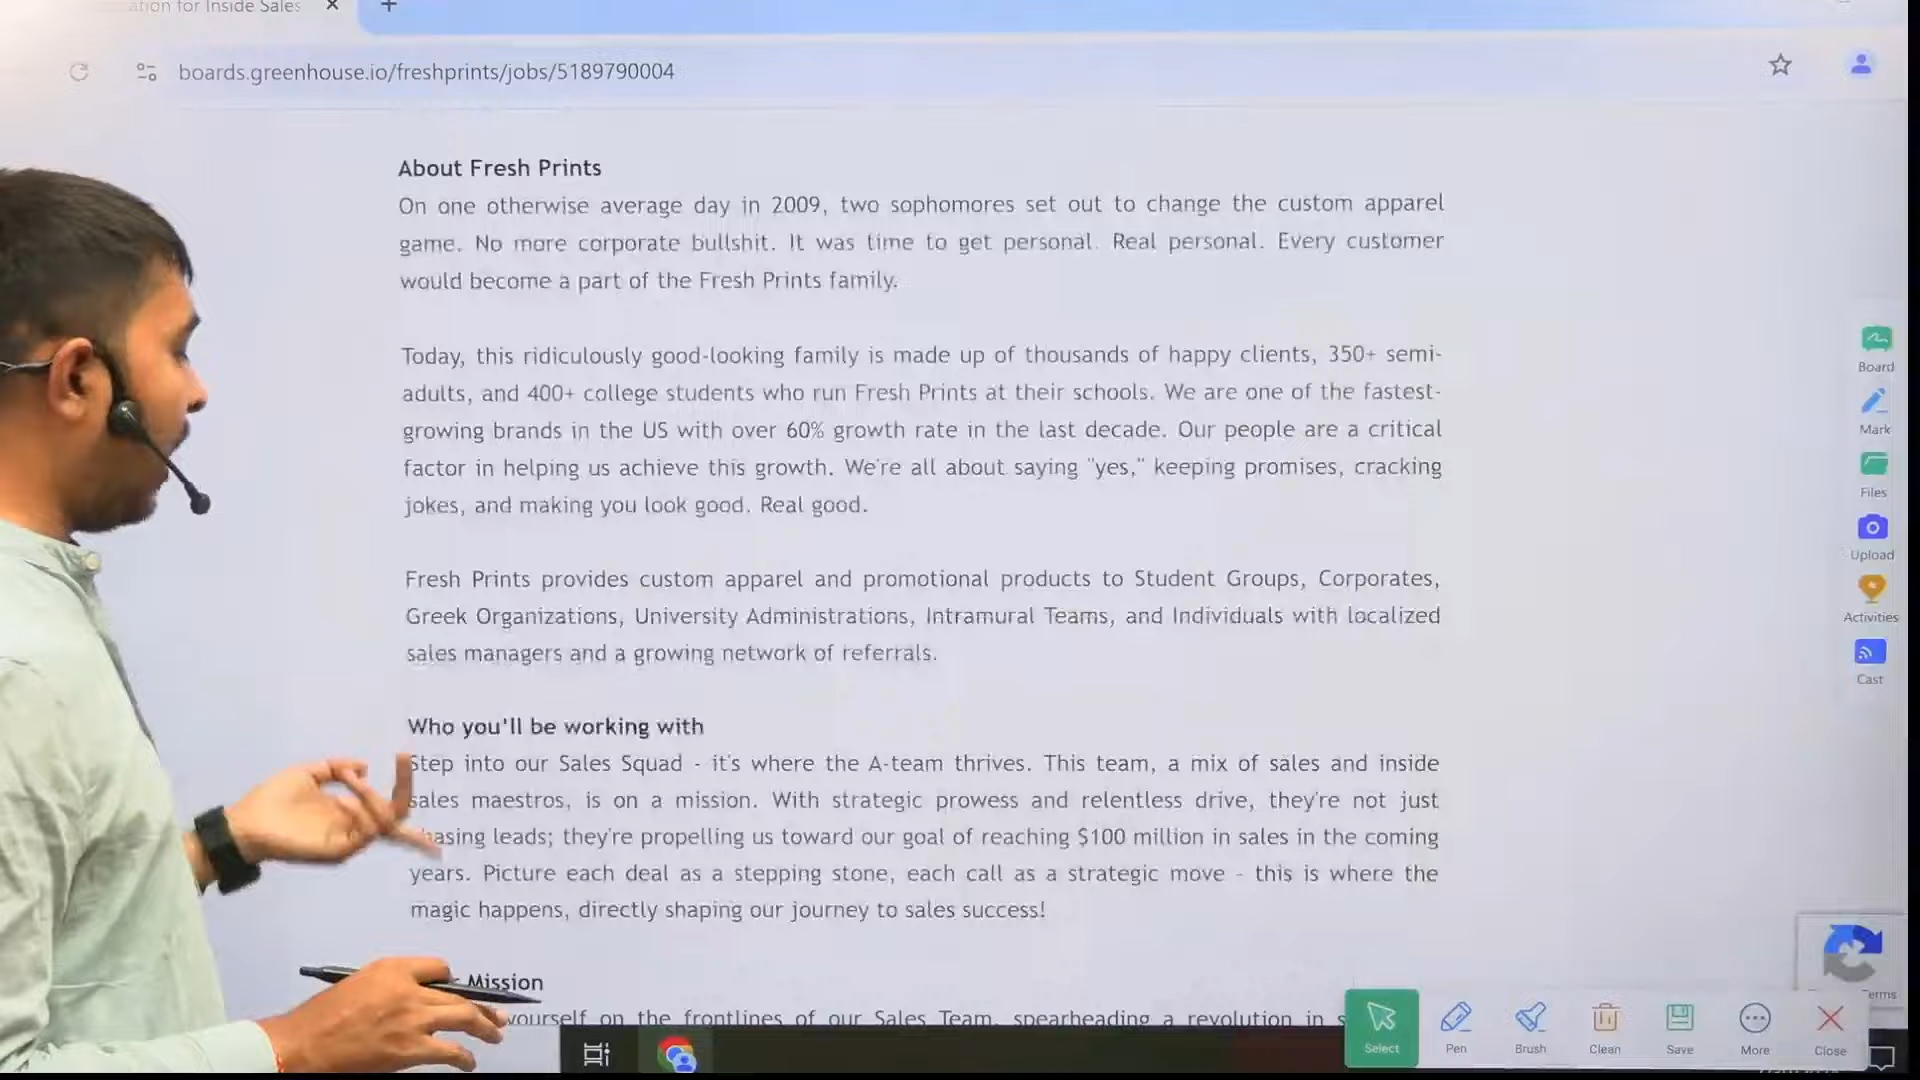 ation for Inside Sales
boards.greenhouse.io/freshprints/jobs/5189790004
About Fresh Prints
On one otherwise average day in 2009, two sophomores set out to change the custom apparel
game. No more corporate bullshit. It was time to get personal. Real personal. Every customer
would become a part of the Fresh Prints family.
Today, this ridiculously good-looking family is made up of thousands of happy clients, 350+ semi-
adults, and 400+ college students who run Fresh Prints at their schools. We are one of the fastest-
growing brands in the US with over 60% growth rate in the last decade. Our people are a critical
factor in helping us achieve this growth. We're all about saying "yes," keeping promises, cracking
jokes, and making you look good. Real good.
Fresh Prints provides custom apparel and promotional products to Student Groups, Corporates,
Greek Organizations, University Administrations, Intramural Teams, and Individuals with localized
sales managers and a growing network of referrals.
Who you'll be working with
Step into our Sales Squad - it's where the A-team thrives. This team, a mix of sales and inside
sales maestros, is on a mission. With strategic prowess and relentless drive, they're not just
hasing leads; they're propelling us toward our goal of reaching $100 million in sales in the coming
years. Picture each deal as a stepping stone, each call as a strategic move - this is where the
magic happens, directly shaping our journey to sales success!
Mission
yourself on the frontlines of our Sales Team, spearheading a revolution in s
Board
Mark
Files
Upload
Activities
Cast
erms
Select
Pen
Brush
Clean
Save
More
Close